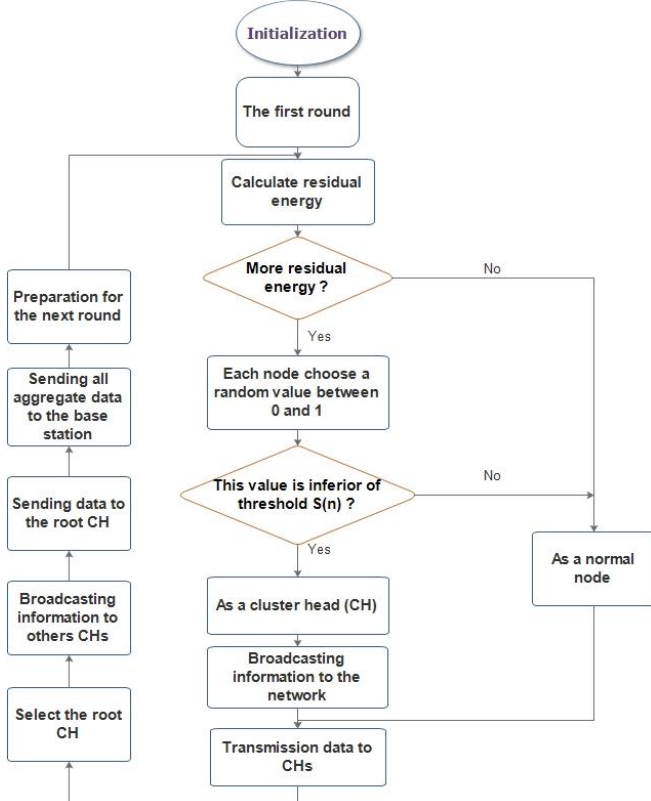 Initialization
The first round
Calculate residual
energy
More residual
energy ?
No
Yes
Each node choose a
random value between
0 and 1
This value is inferior of
threshold S(n) ?
No
Yes
As a normal
node
As a cluster head (CH)
Broadcasting
information to the
network
Transmission data to
CHs
Select the root
CH
Broadcasting
information to
others CHs
Sending data to
the root CH
Sending all
aggregate data
to the base
station
Preparation for
the next round